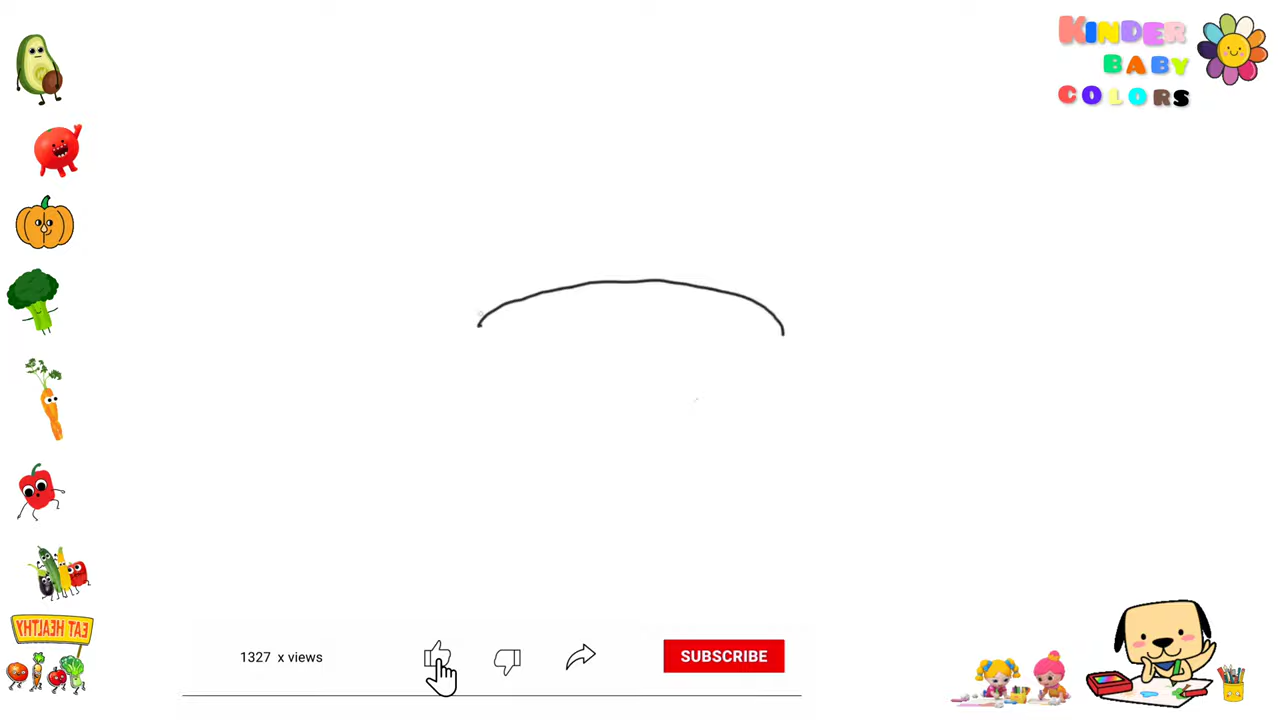 KINDER
BABY
COLORS
EAT HEALTHY
1327 x views
SUBSCRIBE